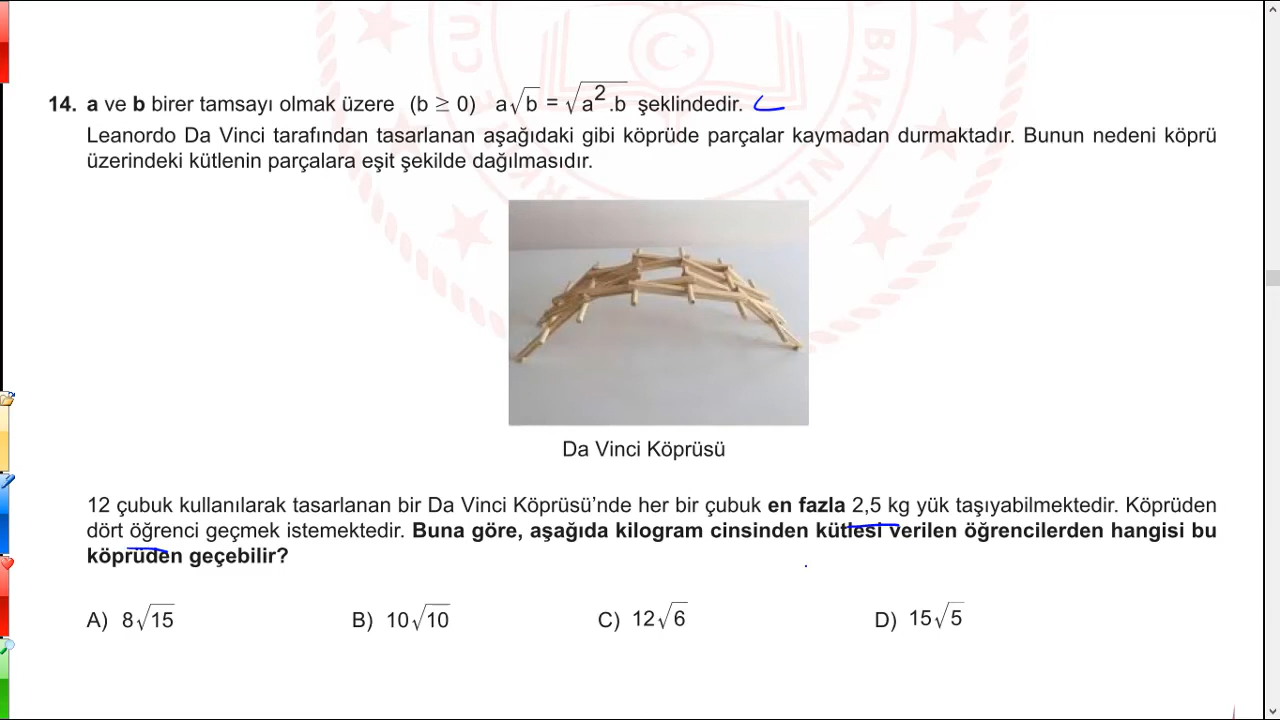 14. a ve b birer tamsayı olmak üzere (b ≥ 0) a√b = √a².b şeklindedir.
Leanordo Da Vinci tarafından tasarlanan aşağıdaki gibi köprüde parçalar kaymadan durmaktadır. Bunun nedeni köprü
üzerindeki kütlenin parçalara eşit şekilde dağılmasıdır.
Da Vinci Köprüsü
12 çubuk kullanılarak tasarlanan bir Da Vinci Köprüsü’nde her bir çubuk en fazla 2,5 kg yük taşıyabilmektedir. Köprüden
dört öğrenci geçmek istemektedir. Buna göre, aşağıda kilogram cinsinden kütlesi verilen öğrencilerden hangisi bu
köprüden geçebilir?
A) 8√15 B) 10√10 C) 12√6 D) 15√5